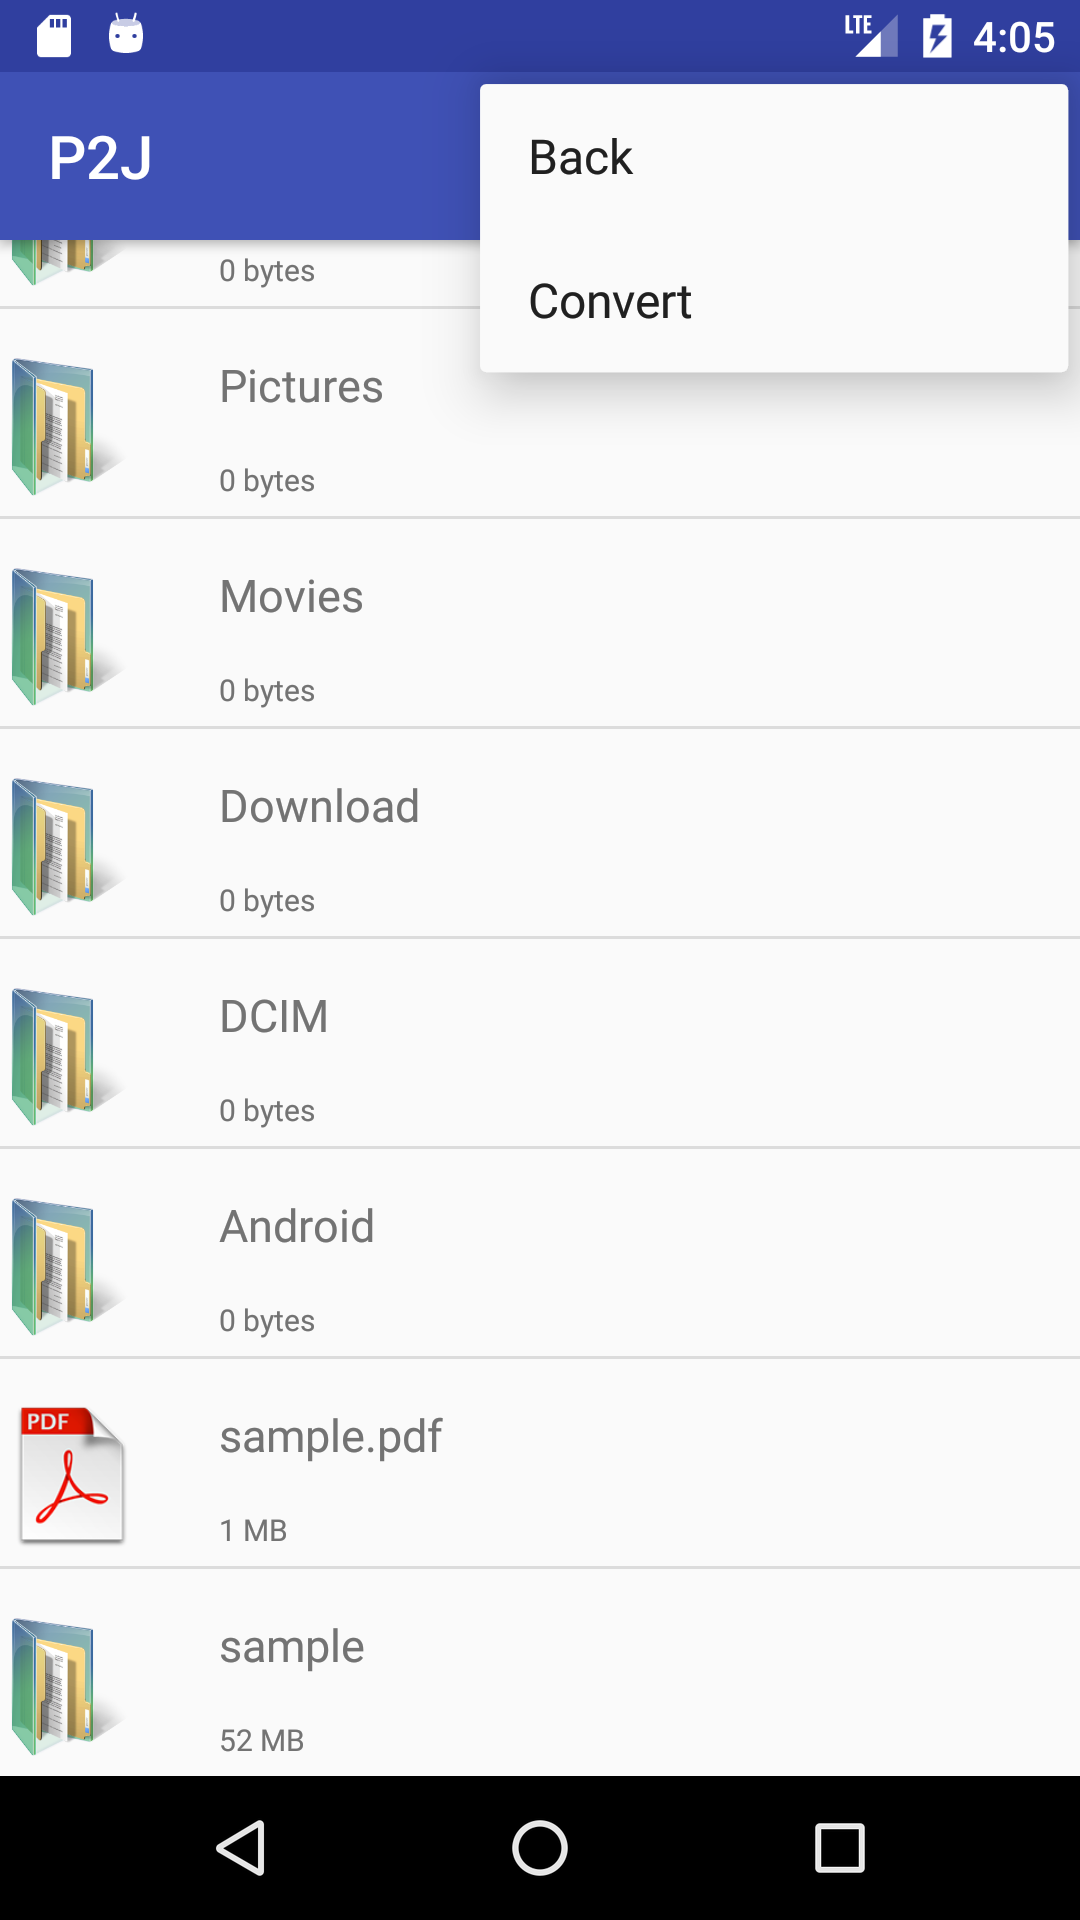 LTE 4:05
P2J
Back
Convert
0 bytes
Pictures
0 bytes
Movies
0 bytes
Download
0 bytes
DCIM
0 bytes
Android
0 bytes
PDF
sample.pdf
1 MB
sample
52 MB